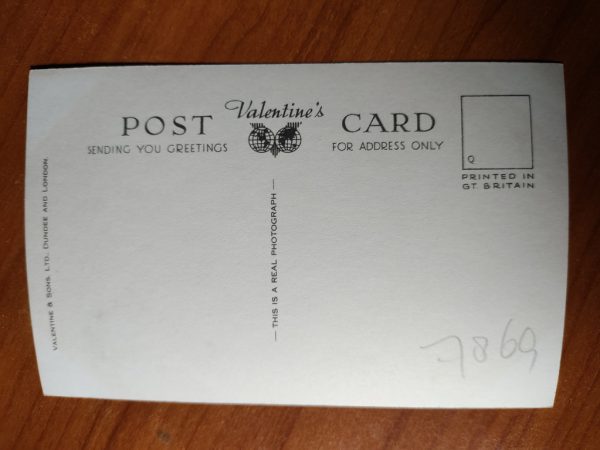 Valentine's
POST CARD
SENDING YOU GREETINGS
FOR ADDRESS ONLY
Q
PRINTED IN
GT. BRITAIN
VALENTINE & SONS. LTD. DUNDEE AND LONDON.
— THIS IS A REAL PHOTOGRAPH —
7869